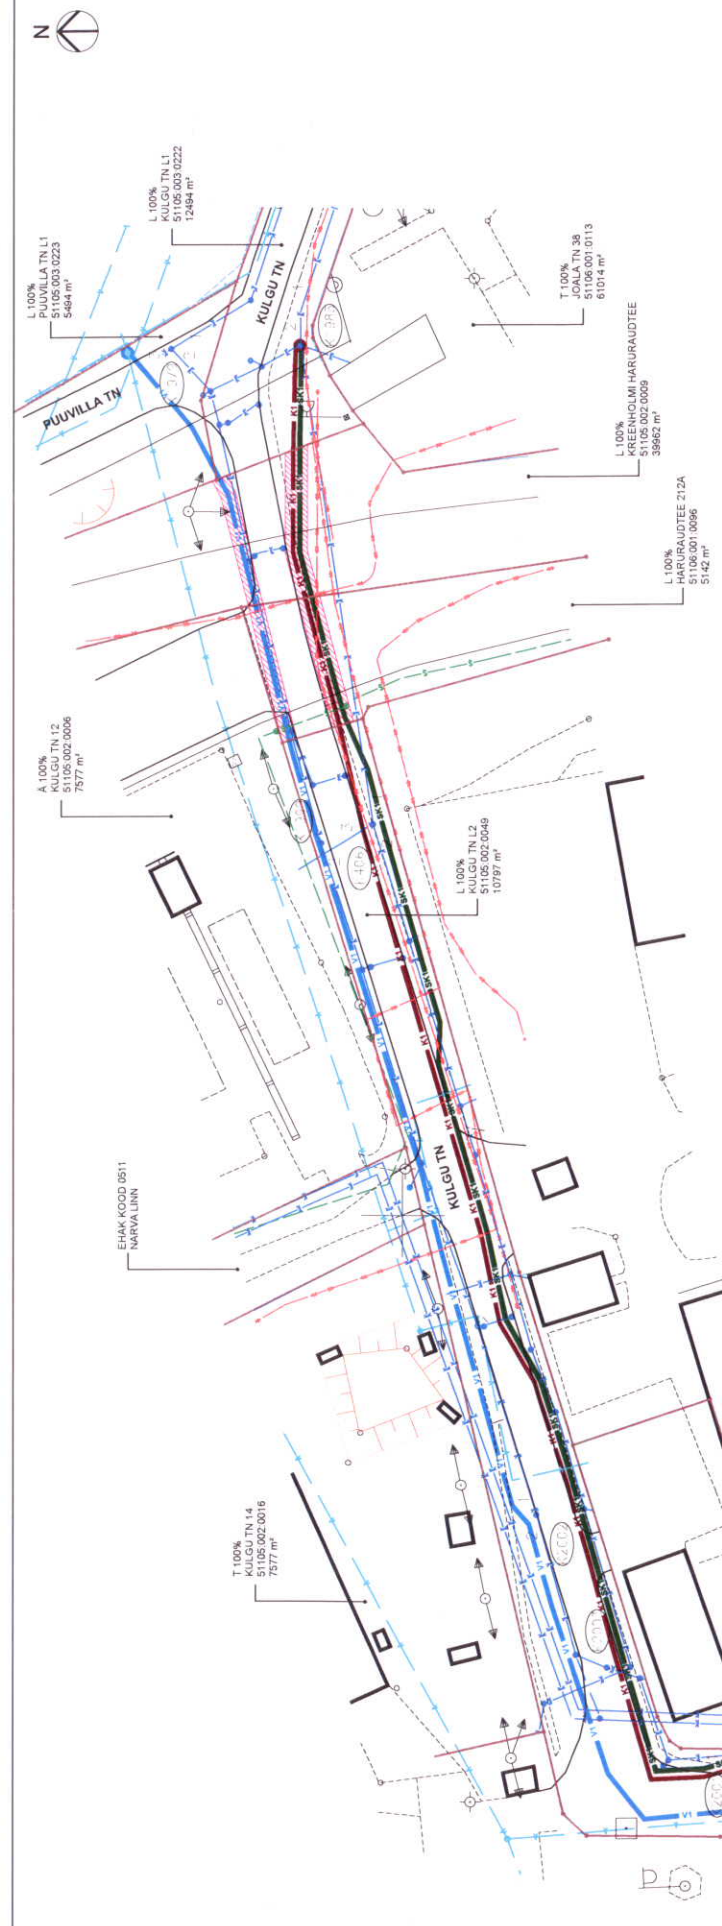 N
L 100%
PUUVILLA TN L1
51105:003:0223
5494 m²
L 100%
KULGU TN L1
51105:003:0222
12494 m²
PUUVILLA TN
KULGU TN
T 100%
JOALA TN 38
51106:001:0113
61014 m²
L 100%
KREENHOLMI HARURAUDTEE
51105:002:0009
39962 m²
L 100%
HARURAUDTEE 212A
51106:001:0096
5142 m²
Ä 100%
KULGU TN 12
51105:002:0006
7577 m²
L 100%
KULGU TN L2
51105:002:0049
10797 m²
EHAK KOOD 0511
NARVA LINN
KULGU TN
T 100%
KULGU TN 14
51105:002:0016
7577 m²
V1
K1
SK1